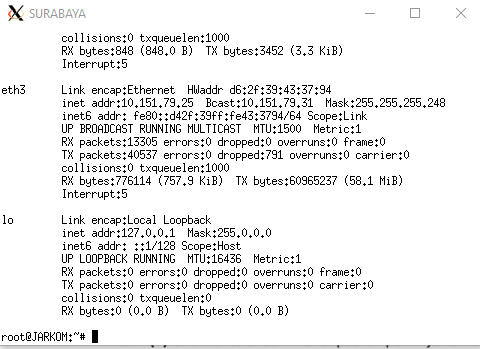 SURABAYA
collisions:0 txqueuelen:1000
RX bytes:848 (848.0 B)  TX bytes:3452 (3.3 KiB)
Interrupt:5
eth3      Link encap:Ethernet  HWaddr d6:2f:39:43:37:94
inet addr:10.151.79.25  Bcast:10.151.79.31  Mask:255.255.255.248
inet6 addr: fe80::d42f:39ff:fe43:3794/64 Scope:Link
UP BROADCAST RUNNING MULTICAST  MTU:1500  Metric:1
RX packets:13305 errors:0 dropped:0 overruns:0 frame:0
TX packets:40537 errors:0 dropped:791 overruns:0 carrier:0
collisions:0 txqueuelen:1000
RX bytes:776114 (757.9 KiB)  TX bytes:60965237 (58.1 MiB)
Interrupt:5
lo        Link encap:Local Loopback
inet addr:127.0.0.1  Mask:255.0.0.0
inet6 addr: ::1/128 Scope:Host
UP LOOPBACK RUNNING  MTU:16436  Metric:1
RX packets:0 errors:0 dropped:0 overruns:0 frame:0
TX packets:0 errors:0 dropped:0 overruns:0 carrier:0
collisions:0 txqueuelen:0
RX bytes:0 (0.0 B)  TX bytes:0 (0.0 B)
root@JARKOM:~#